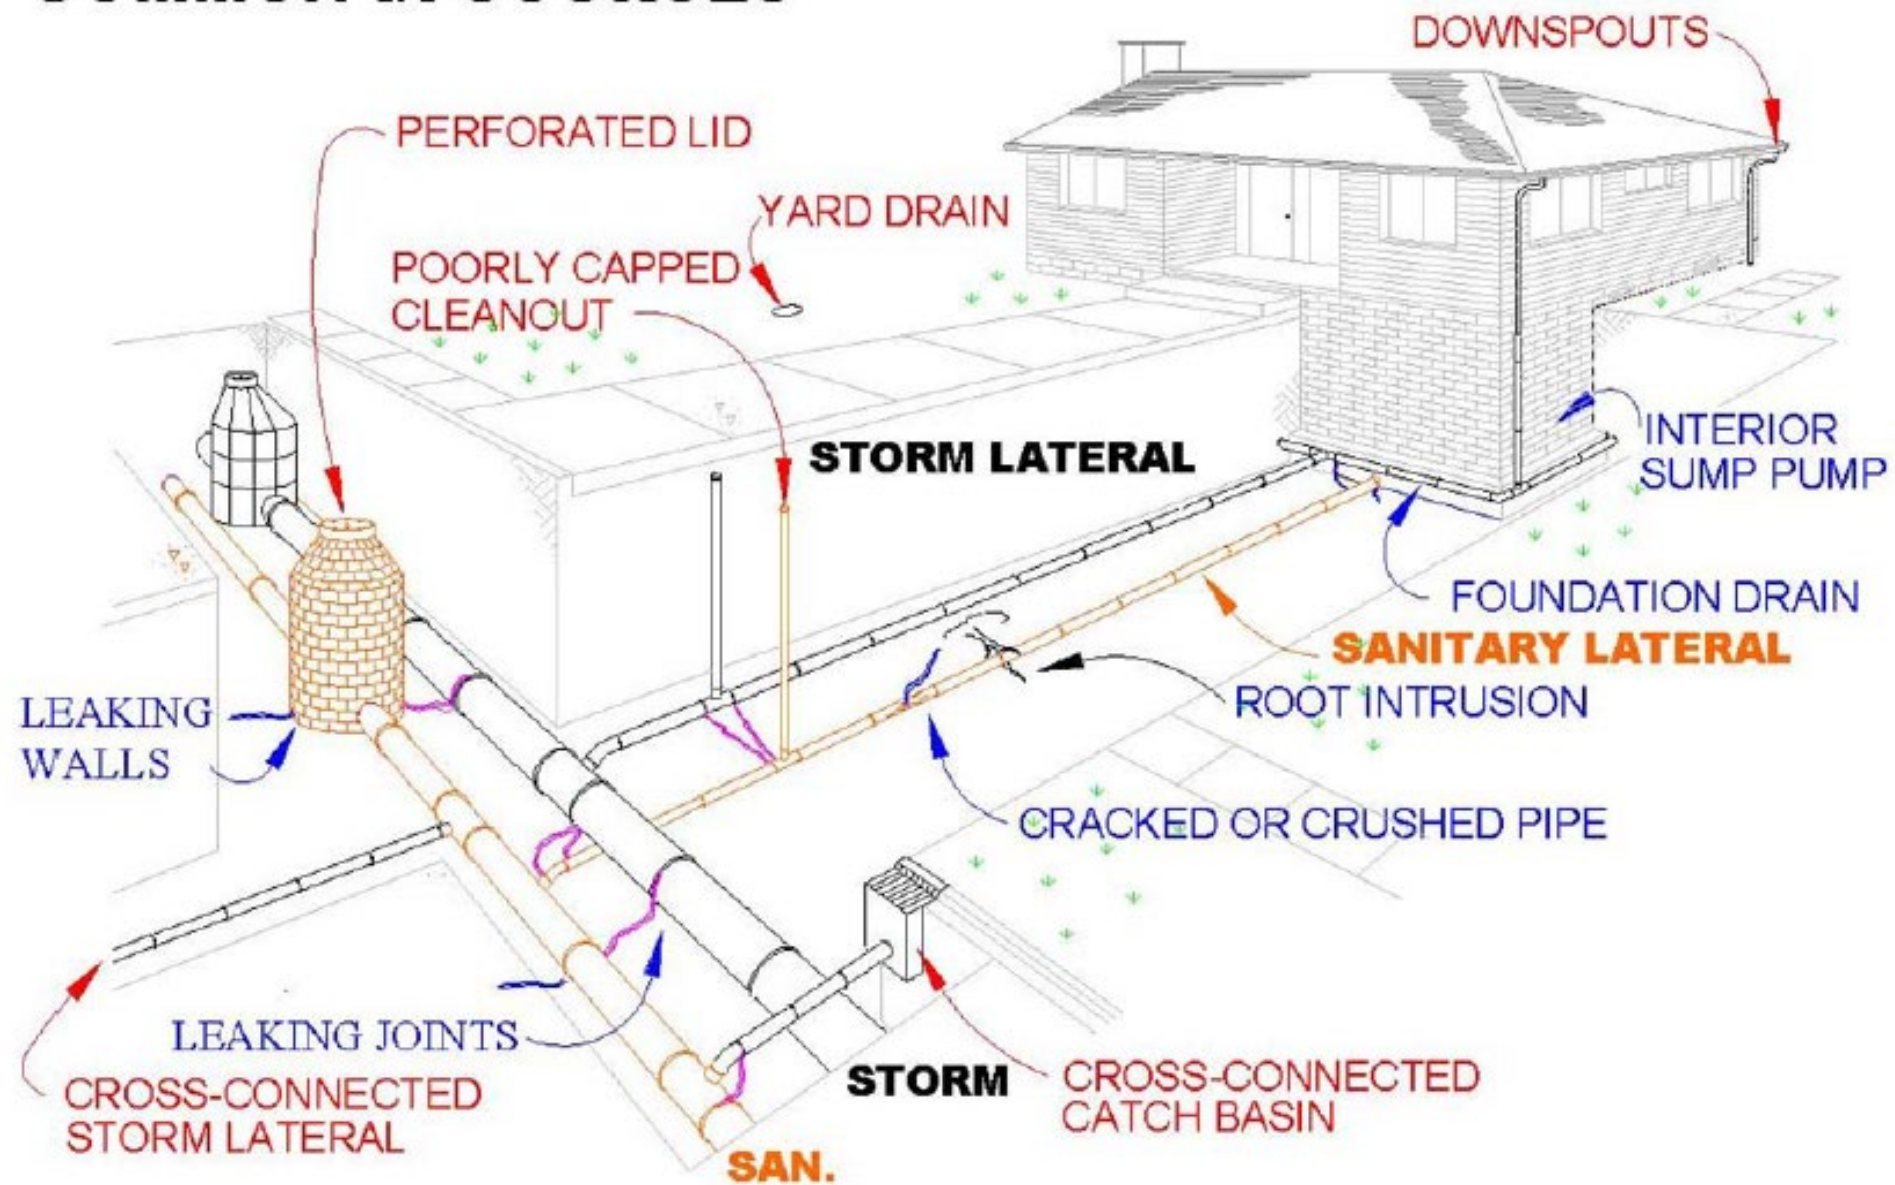 DOWNSPOUTS
PERFORATED LID
YARD DRAIN
POORLY CAPPED
CLEANOUT
STORM LATERAL
INTERIOR
SUMP PUMP
FOUNDATION DRAIN
SANITARY LATERAL
ROOT INTRUSION
LEAKING
WALLS
CRACKED OR CRUSHED PIPE
LEAKING JOINTS
STORM
CROSS-CONNECTED
CATCH BASIN
CROSS-CONNECTED
STORM LATERAL
SAN.